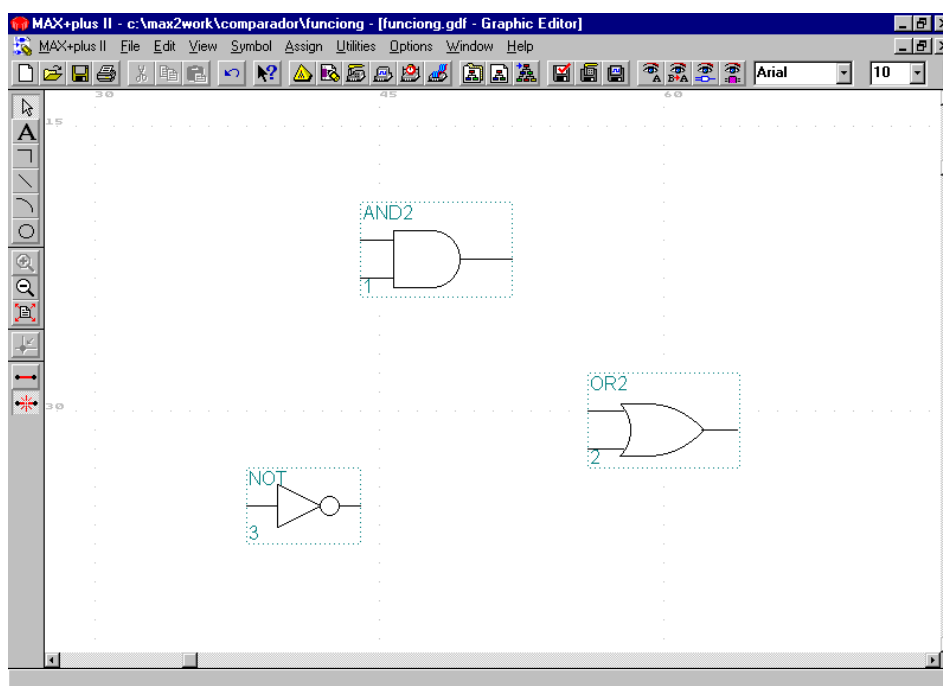 MAX+plus II - c:\max2work\comparador\funciong - [funciong.gdf - Graphic Editor]
MAX+plus II File Edit View Symbol Assign Utilities Options Window Help
Arial 10
30 45 60
15
A
AND2
1
OR2
30
2
NOT
3